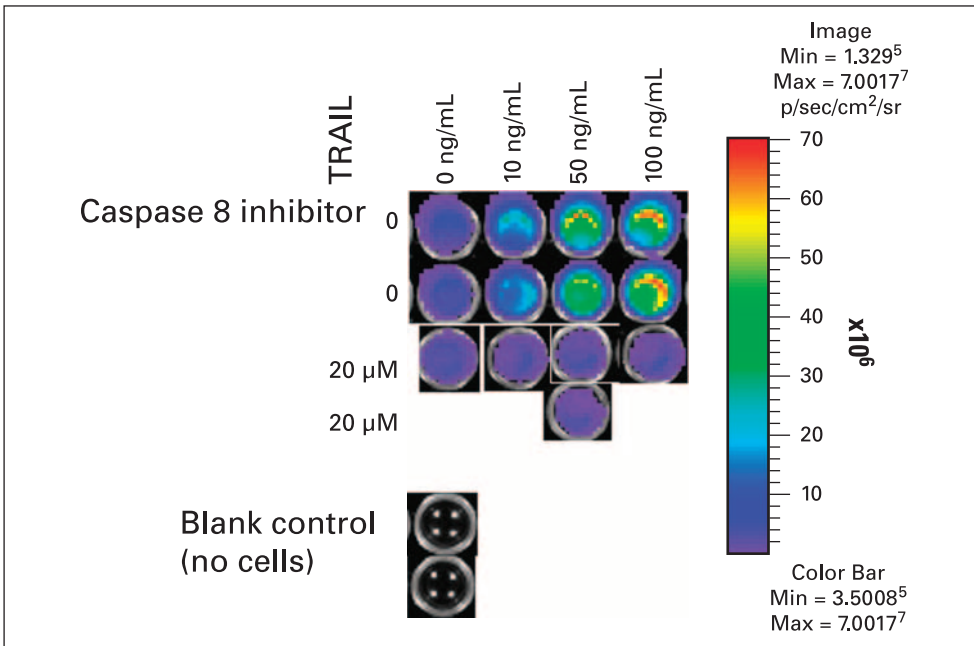 TRAIL
0 ng/mL
10 ng/mL
50 ng/mL
100 ng/mL
Caspase 8 inhibitor
0
0
20 µM
20 µM
Blank control
(no cells)
Image
Min = 1.329⁵
Max = 7.0017⁷
p/sec/cm²/sr
70
60
50
40
30
20
10
x10⁶
Color Bar
Min = 3.5008⁵
Max = 7.0017⁷